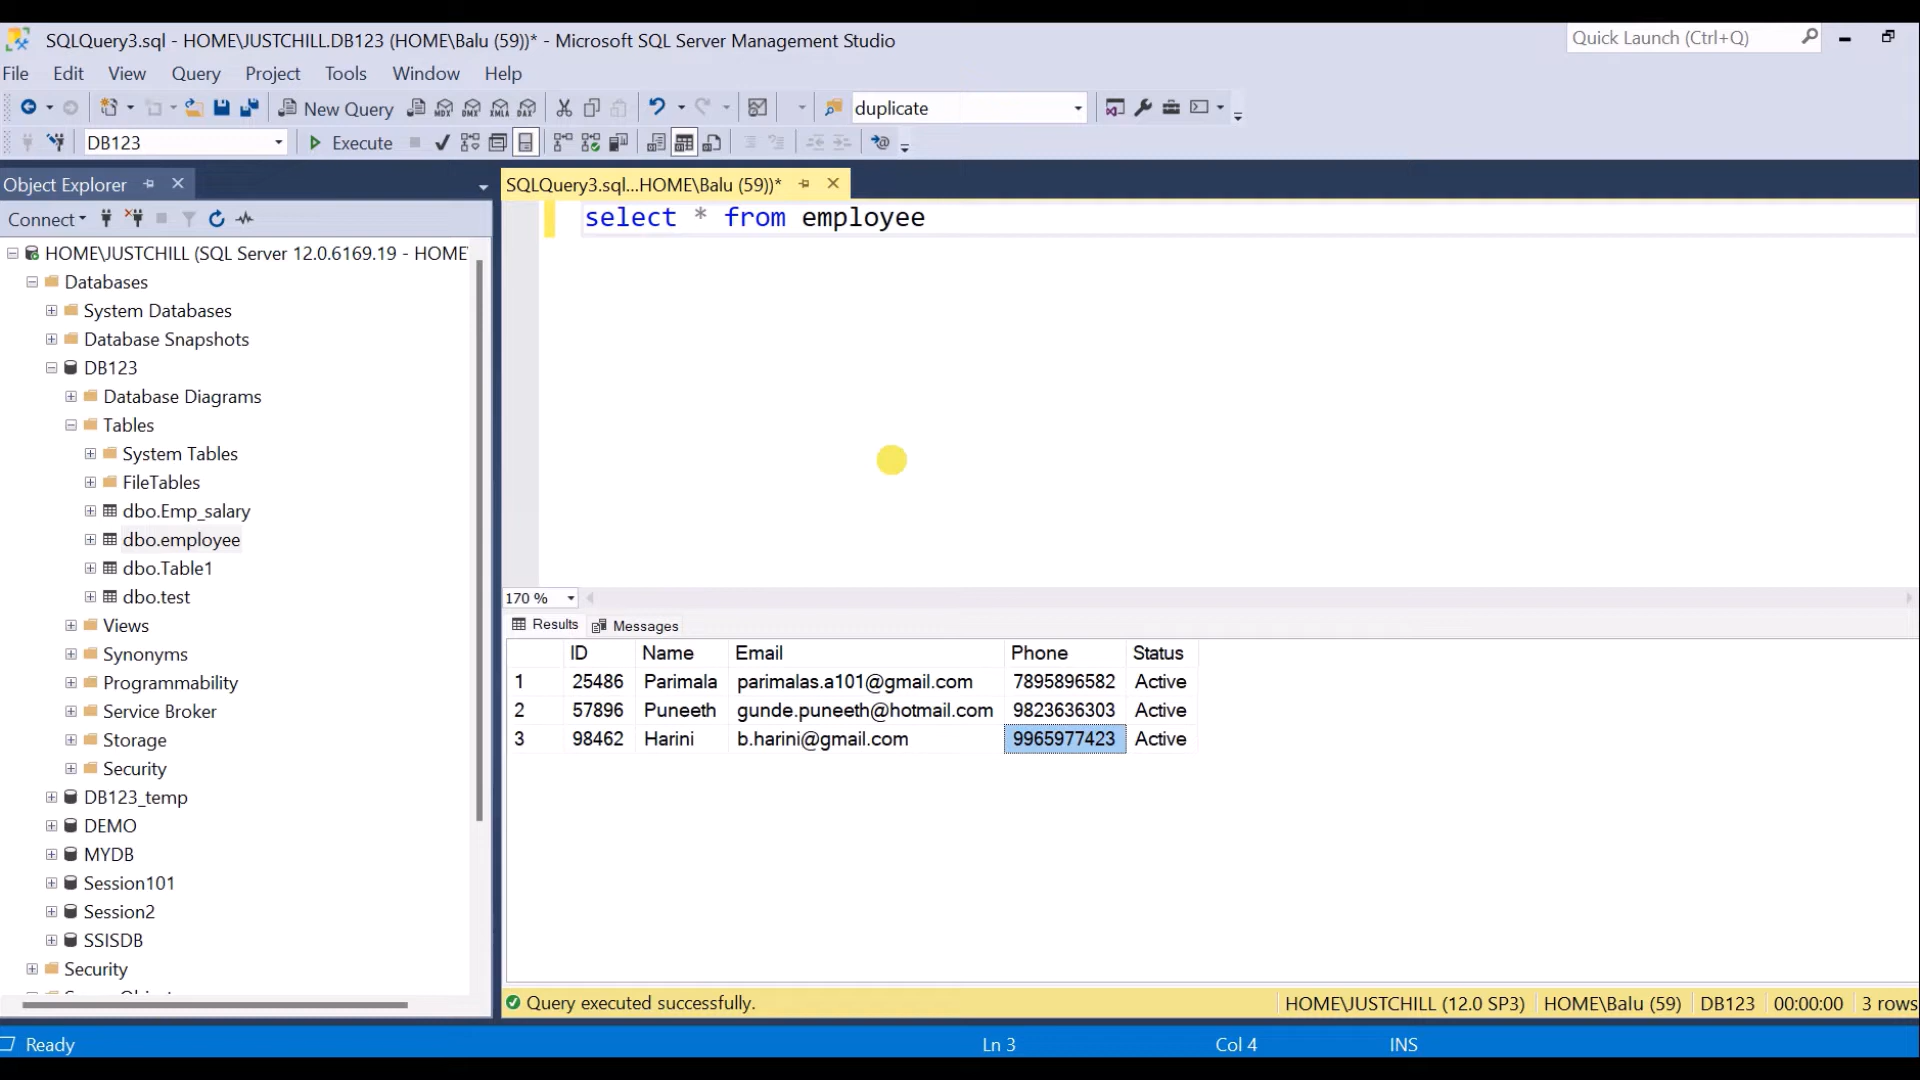 SQLQuery3.sql - HOME\JUSTCHILL.DB123 (HOME\Balu (59))* - Microsoft SQL Server Management Studio
Quick Launch (Ctrl+Q)
File Edit View Query Project Tools Window Help
New Query MDX DMX XMLA DAX duplicate
DB123 Execute
Object Explorer
SQLQuery3.sql...HOME\Balu (59))*
Connect
select * from employee
HOME\JUSTCHILL (SQL Server 12.0.6169.19 - HOME
Databases
System Databases
Database Snapshots
DB123
Database Diagrams
Tables
System Tables
FileTables
dbo.Emp_salary
dbo.employee
dbo.Table1
dbo.test
Views
Synonyms
Programmability
Service Broker
Storage
Security
DB123_temp
DEMO
MYDB
Session101
Session2
SSISDB
Security
170 %
Results Messages
ID Name Email Phone Status
1 25486 Parimala parimalas.a101@gmail.com 7895896582 Active
2 57896 Puneeth gunde.puneeth@hotmail.com 9823636303 Active
3 98462 Harini b.harini@gmail.com 9965977423 Active
Query executed successfully. HOME\JUSTCHILL (12.0 SP3) HOME\Balu (59) DB123 00:00:00 3 rows
Ready Ln 3 Col 4 INS